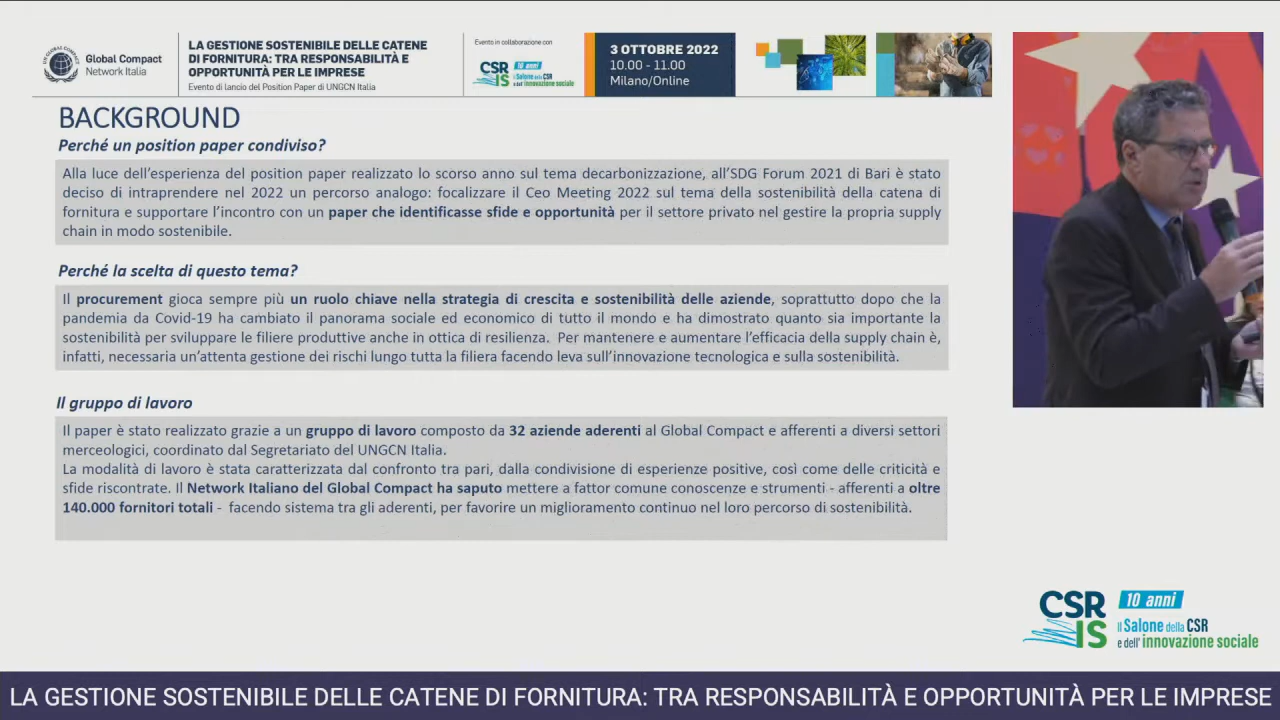 Global Compact
Network Italia
LA GESTIONE SOSTENIBILE DELLE CATENE
DI FORNITURA: TRA RESPONSABILITÀ E
OPPORTUNITÀ PER LE IMPRESE
Evento di lancio del Position Paper di UNGCN Italia
Evento in collaborazione con
CSR
IS
10 anni
Il Salone della CSR
e dell'innovazione sociale
3 OTTOBRE 2022
10.00 - 11.00
Milano/Online
BACKGROUND
Perché un position paper condiviso?
Alla luce dell'esperienza del position paper realizzato lo scorso anno sul tema decarbonizzazione, all'SDG Forum 2021 di Bari è stato
deciso di intraprendere nel 2022 un percorso analogo: focalizzare il Ceo Meeting 2022 sul tema della sostenibilità della catena di
fornitura e supportare l'incontro con un paper che identificasse sfide e opportunità per il settore privato nel gestire la propria supply
chain in modo sostenibile.
Perché la scelta di questo tema?
Il procurement gioca sempre più un ruolo chiave nella strategia di crescita e sostenibilità delle aziende, soprattutto dopo che la
pandemia da Covid-19 ha cambiato il panorama sociale ed economico di tutto il mondo e ha dimostrato quanto sia importante la
sostenibilità per sviluppare le filiere produttive anche in ottica di resilienza. Per mantenere e aumentare l'efficacia della supply chain è,
infatti, necessaria un'attenta gestione dei rischi lungo tutta la filiera facendo leva sull'innovazione tecnologica e sulla sostenibilità.
Il gruppo di lavoro
Il paper è stato realizzato grazie a un gruppo di lavoro composto da 32 aziende aderenti al Global Compact e afferenti a diversi settori
merceologici, coordinato dal Segretariato del UNGCN Italia.
La modalità di lavoro è stata caratterizzata dal confronto tra pari, dalla condivisione di esperienze positive, così come delle criticità e
sfide riscontrate. Il Network Italiano del Global Compact ha saputo mettere a fattor comune conoscenze e strumenti - afferenti a oltre
140.000 fornitori totali - facendo sistema tra gli aderenti, per favorire un miglioramento continuo nel loro percorso di sostenibilità.
CSR
IS
10 anni
Il Salone della CSR
e dell'innovazione sociale
LA GESTIONE SOSTENIBILE DELLE CATENE DI FORNITURA: TRA RESPONSABILITÀ E OPPORTUNITÀ PER LE IMPRESE